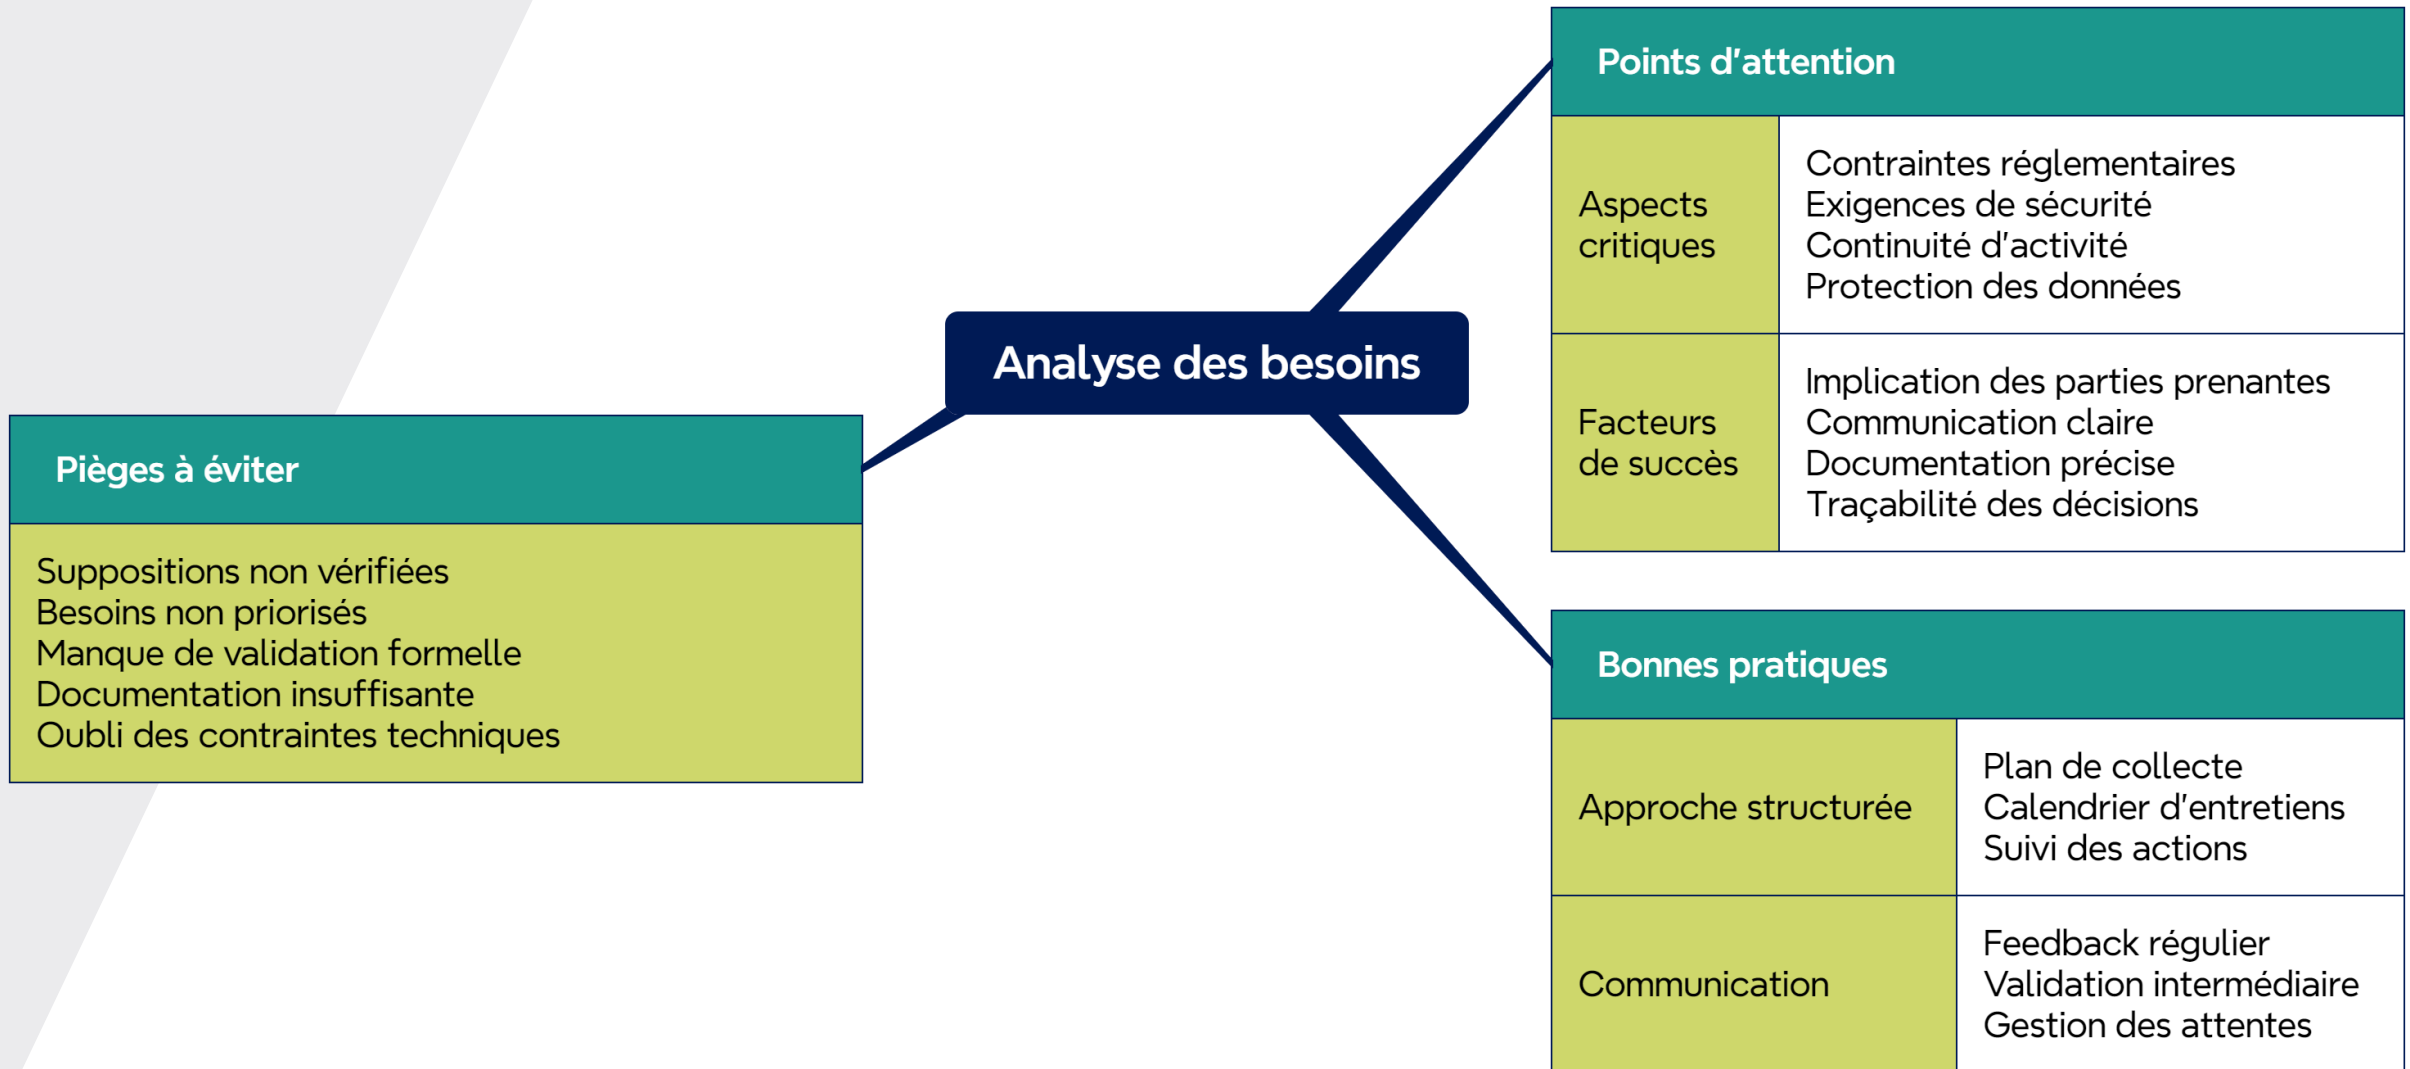 Analyse des besoins
Points d'attention
Aspects
critiques
Contraintes réglementaires
Exigences de sécurité
Continuité d'activité
Protection des données
Facteurs
de succès
Implication des parties prenantes
Communication claire
Documentation précise
Traçabilité des décisions
Bonnes pratiques
Approche structurée
Plan de collecte
Calendrier d'entretiens
Suivi des actions
Communication
Feedback régulier
Validation intermédiaire
Gestion des attentes
Pièges à éviter
Suppositions non vérifiées
Besoins non priorisés
Manque de validation formelle
Documentation insuffisante
Oubli des contraintes techniques